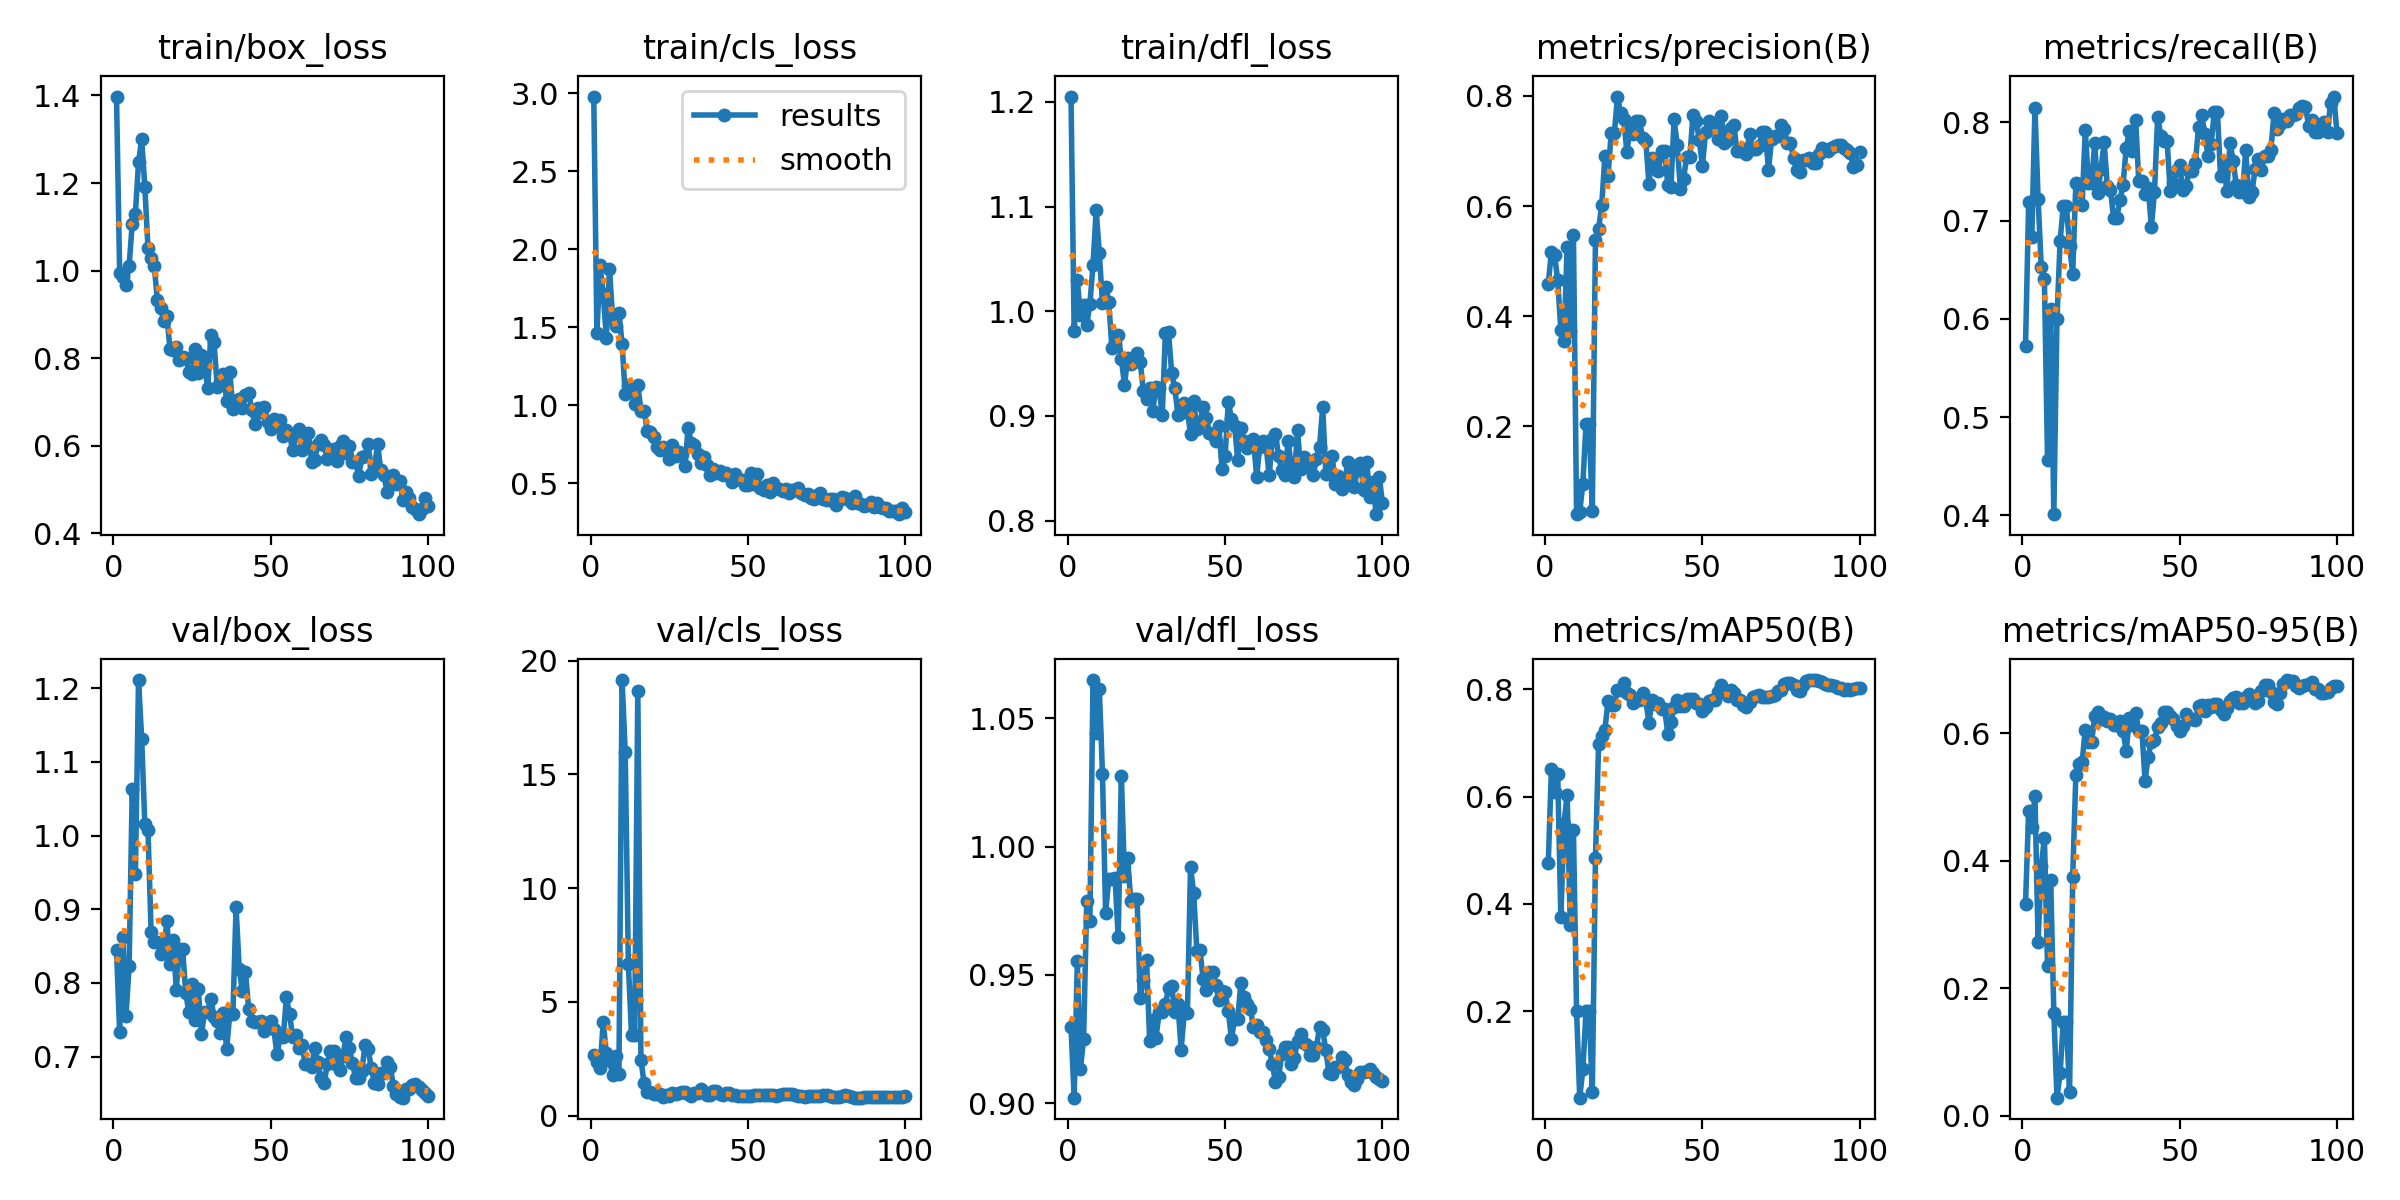 train/box_loss
1.4
1.2
1.0
0.8
0.6
0.4
0 50 100
train/cls_loss
3.0
2.5
2.0
1.5
1.0
0.5
0 50 100
results
smooth
train/dfl_loss
1.2
1.1
1.0
0.9
0.8
0 50 100
metrics/precision(B)
0.8
0.6
0.4
0.2
0 50 100
metrics/recall(B)
0.8
0.7
0.6
0.5
0.4
0 50 100
val/box_loss
1.2
1.1
1.0
0.9
0.8
0.7
0 50 100
val/cls_loss
20
15
10
5
0
0 50 100
val/dfl_loss
1.05
1.00
0.95
0.90
0 50 100
metrics/mAP50(B)
0.8
0.6
0.4
0.2
0 50 100
metrics/mAP50-95(B)
0.6
0.4
0.2
0.0
0 50 100